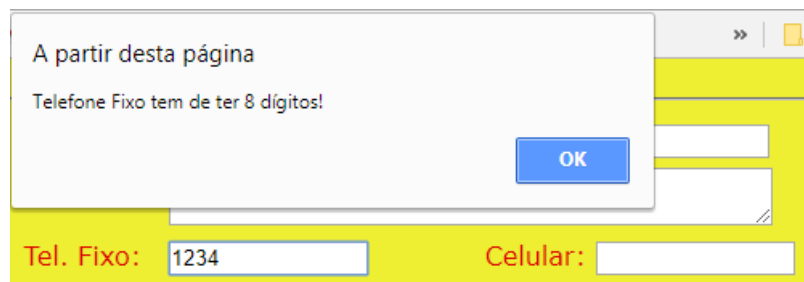 A partir desta página
»
Telefone Fixo tem de ter 8 dígitos!
OK
Tel. Fixo: 1234 Celular: